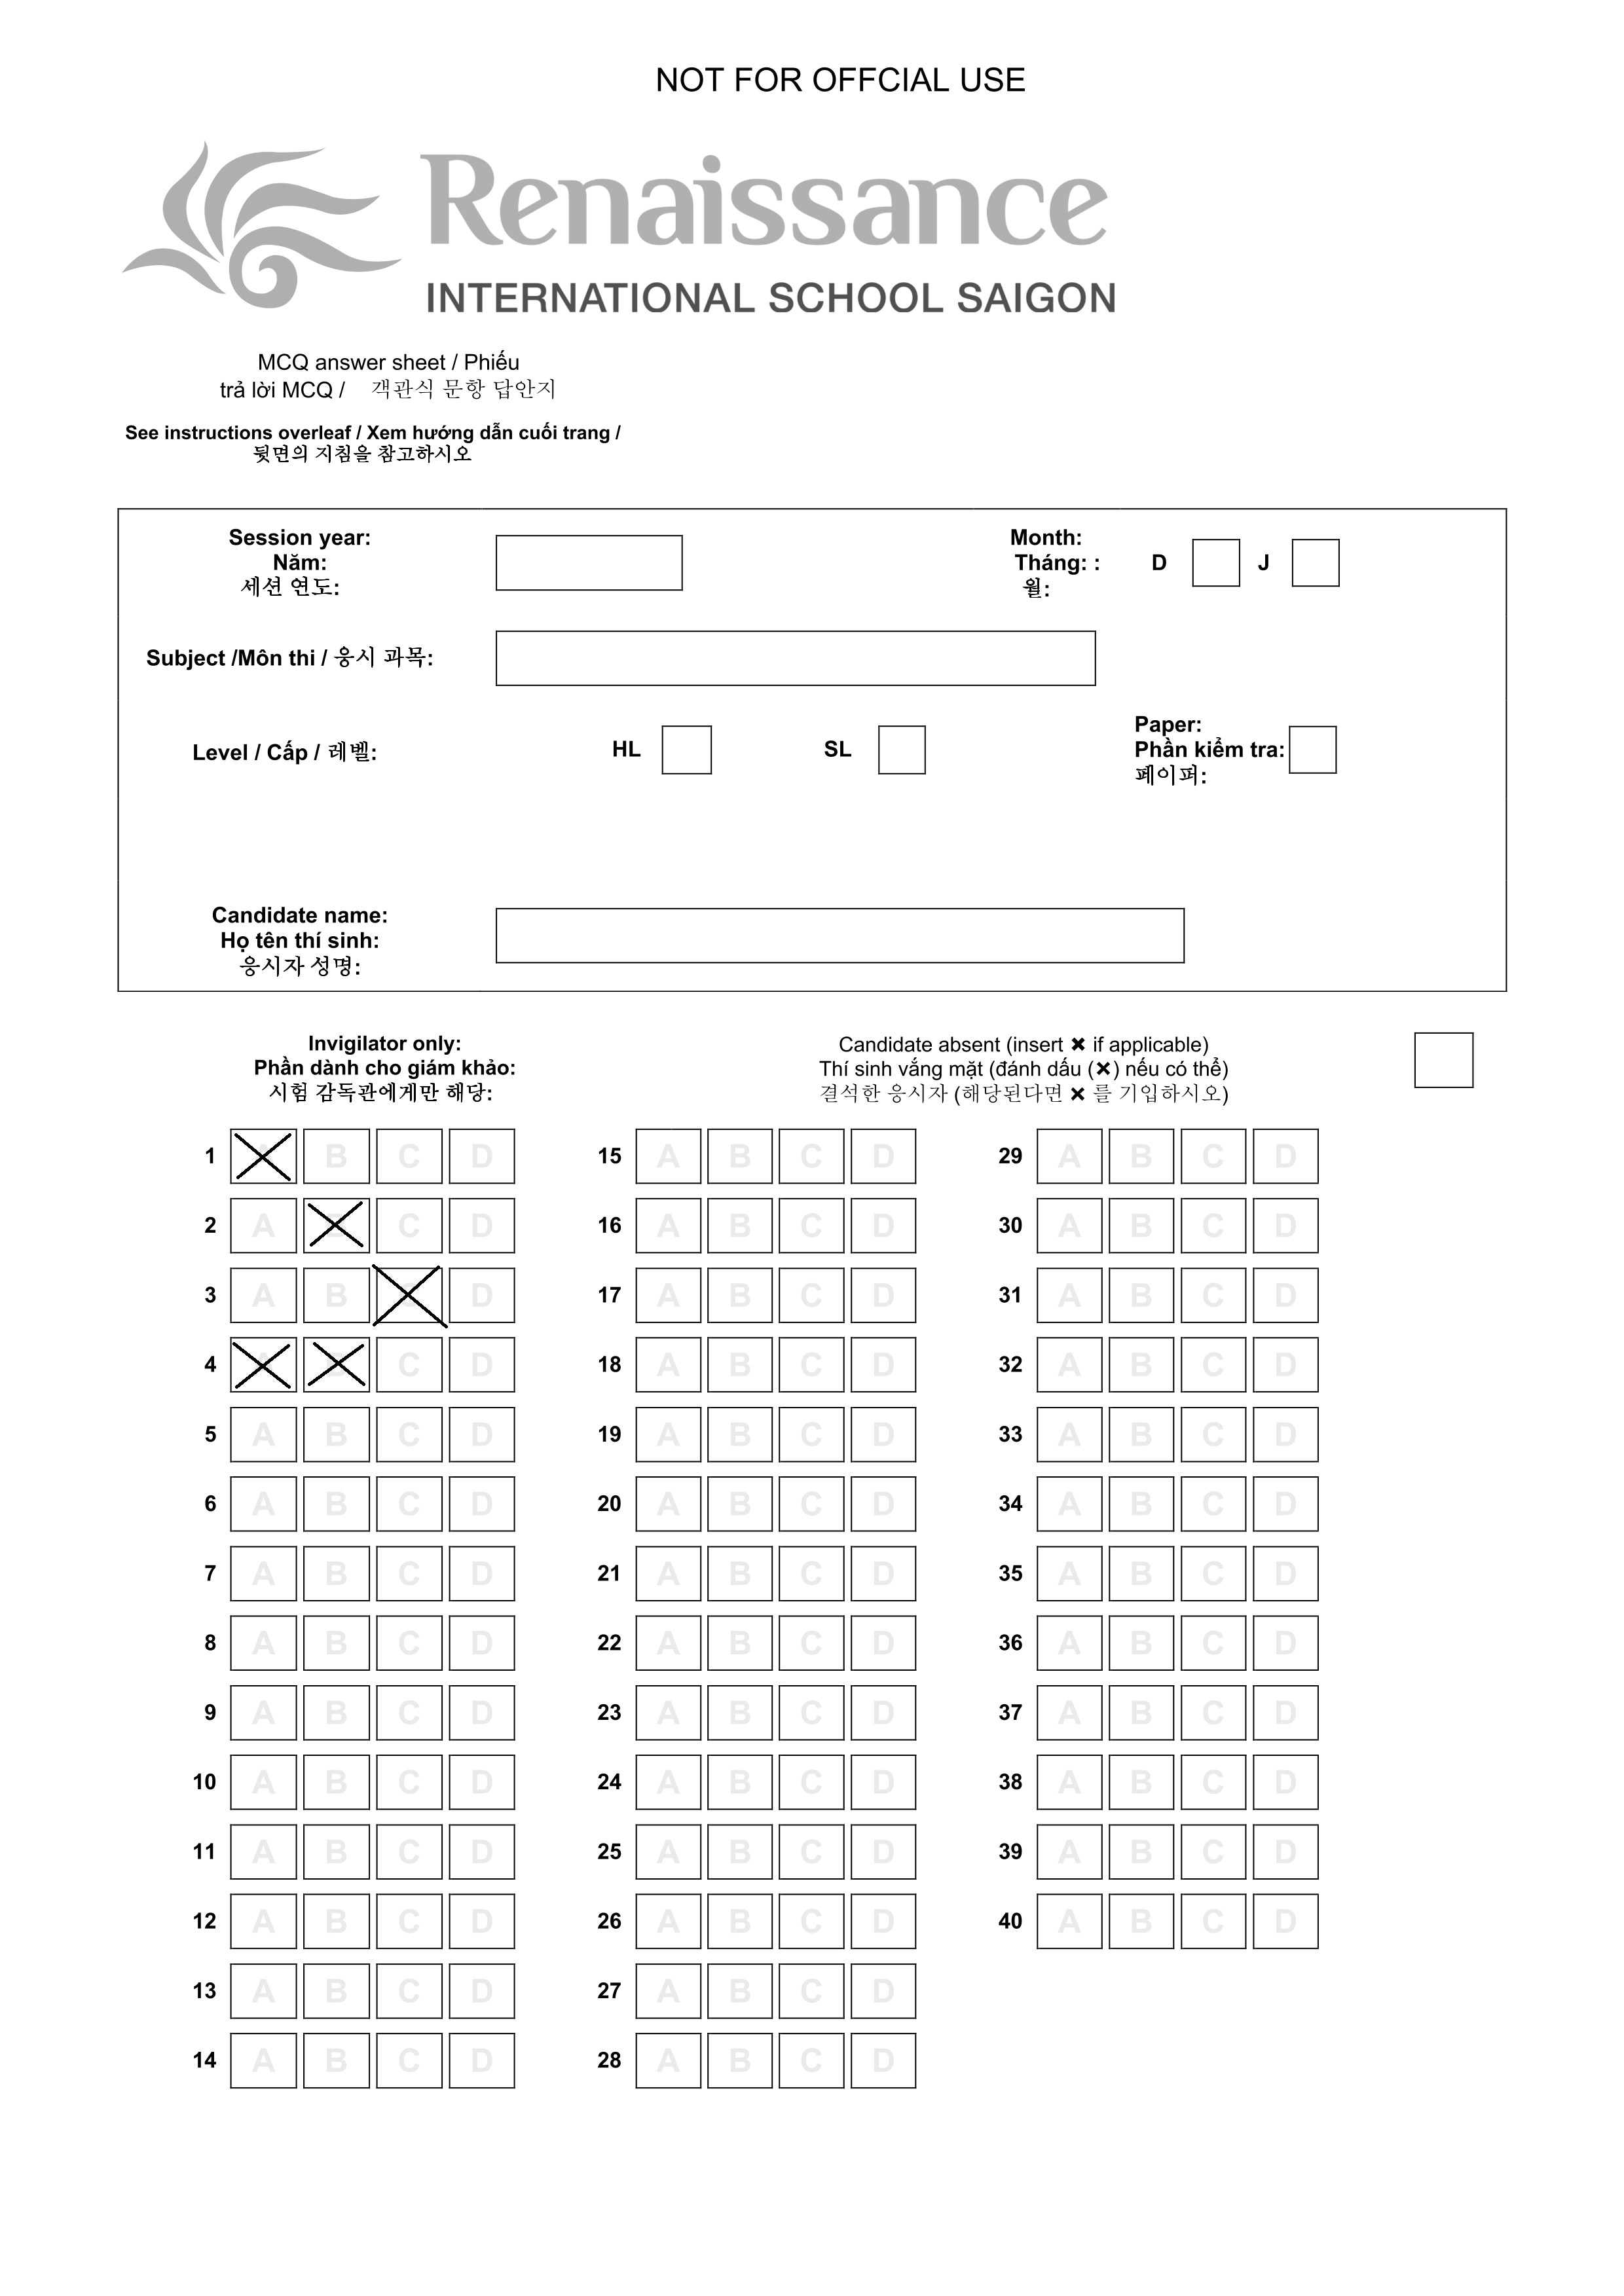 NOT FOR OFFCIAL USE
Renaissance
INTERNATIONAL SCHOOL SAIGON
MCQ answer sheet / Phiếu
trả lời MCQ / 객관식 문항 답안지
See instructions overleaf / Xem hướng dẫn cuối trang /
뒷면의 지침을 참고하시오
Session year:
Năm:
세션 연도:
Month:
Tháng: :
월:
D J
Subject /Môn thi / 응시 과목:
Level / Cấp / 레벨:
HL SL
Paper:
Phần kiểm tra:
페이퍼:
Candidate name:
Họ tên thí sinh:
응시자 성명:
Invigilator only:
Phần dành cho giám khảo:
시험 감독관에게만 해당:
Candidate absent (insert ✖ if applicable)
Thí sinh vắng mặt (đánh dấu (✖) nếu có thể)
결석한 응시자 (해당된다면 ✖ 를 기입하시오)
1 B C D 15 A B C D 29 A B C D
2 A C D 16 A B C D 30 A B C D
3 A B D 17 A B C D 31 A B C D
4 C D 18 A B C D 32 A B C D
5 A B C D 19 A B C D 33 A B C D
6 A B C D 20 A B C D 34 A B C D
7 A B C D 21 A B C D 35 A B C D
8 A B C D 22 A B C D 36 A B C D
9 A B C D 23 A B C D 37 A B C D
10 A B C D 24 A B C D 38 A B C D
11 A B C D 25 A B C D 39 A B C D
12 A B C D 26 A B C D 40 A B C D
13 A B C D 27 A B C D
14 A B C D 28 A B C D